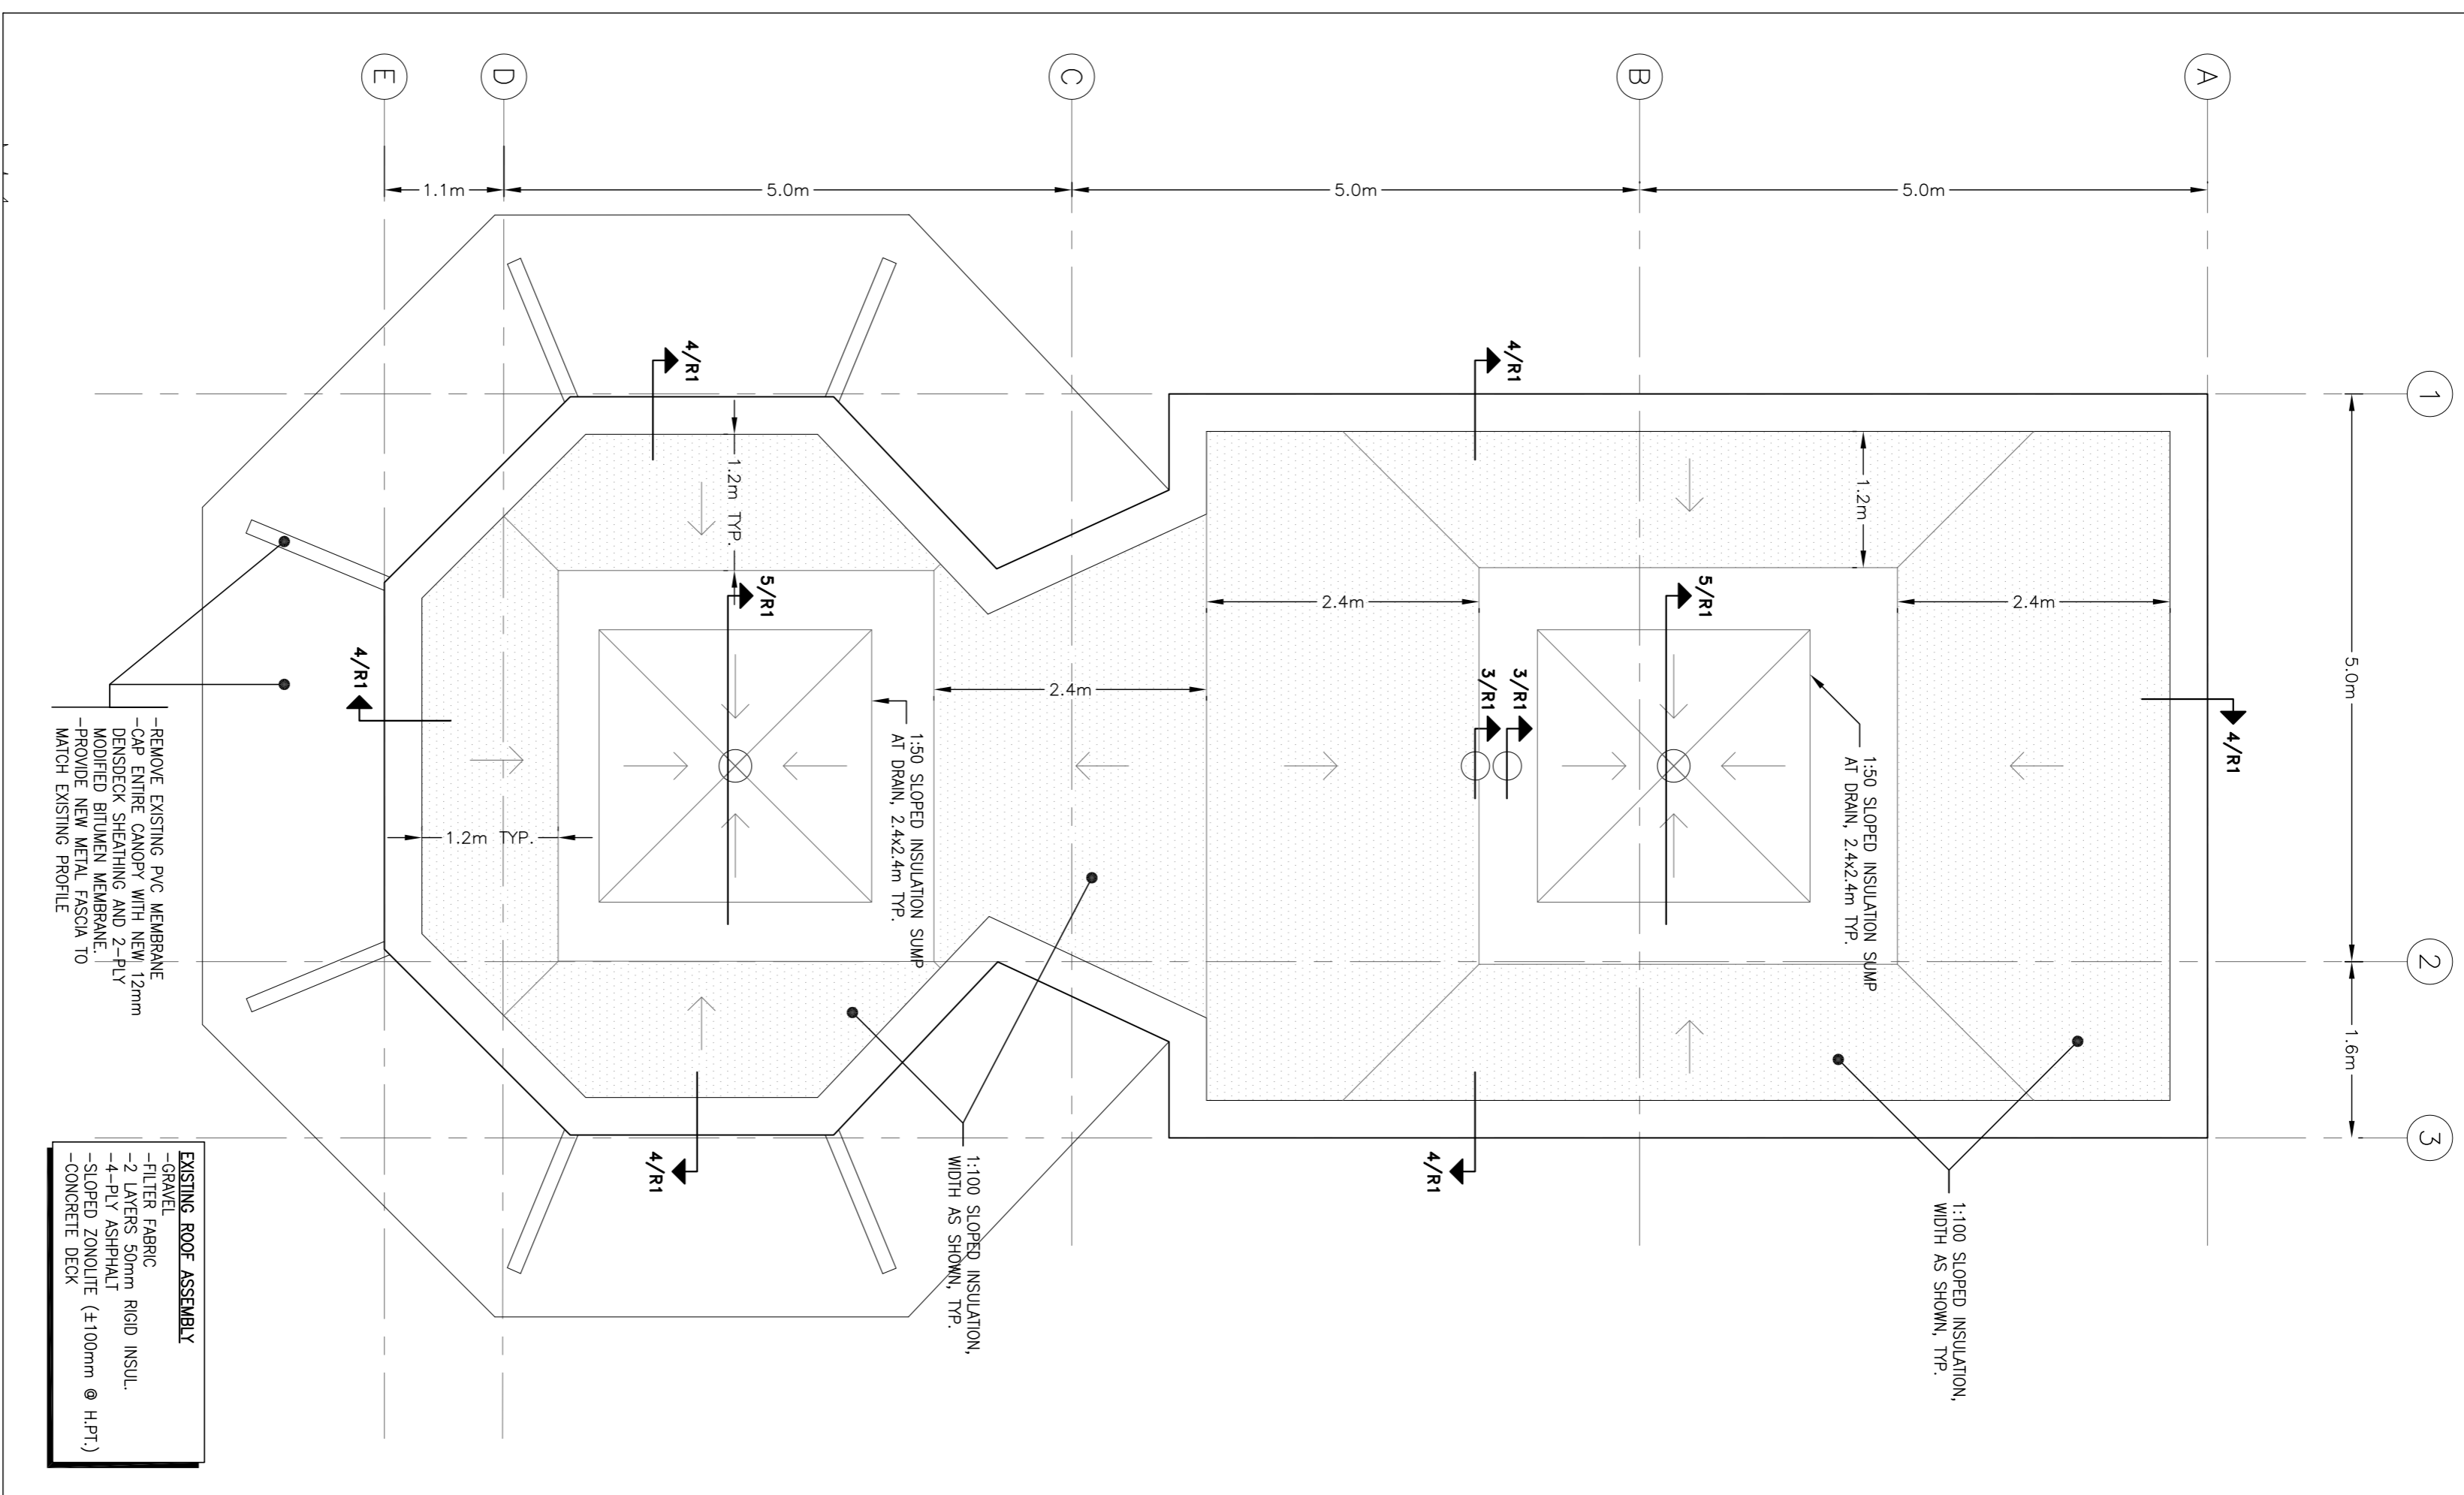 E
D
C
B
A
1
2
3
1.1m
5.0m
5.0m
5.0m
5.0m
1.6m
4/R1
4/R1
1.2m TYP.
1.2m
5/R1
5/R1
2.4m
2.4m
2.4m
3/R1
3/R1
4/R1
4/R1
1.2m TYP.
4/R1
4/R1
1:50 SLOPED INSULATION SUMP
AT DRAIN, 2.4x2.4m TYP.
1:50 SLOPED INSULATION SUMP
AT DRAIN, 2.4x2.4m TYP.
-REMOVE EXISTING PVC MEMBRANE
-CAP ENTIRE CANOPY WITH NEW 12mm
DENSDECK SHEATHING AND 2-PLY
MODIFIED BITUMEN MEMBRANE.
-PROVIDE NEW METAL FASCIA TO
MATCH EXISTING PROFILE
1:100 SLOPED INSULATION,
WIDTH AS SHOWN, TYP.
1:100 SLOPED INSULATION,
WIDTH AS SHOWN, TYP.
EXISTING ROOF ASSEMBLY
-GRAVEL
-FILTER FABRIC
-2 LAYERS 50mm RIGID INSUL.
-4-PLY ASHPHALT
-SLOPED ZONOLITE (±100mm @ H.PT.)
-CONCRETE DECK